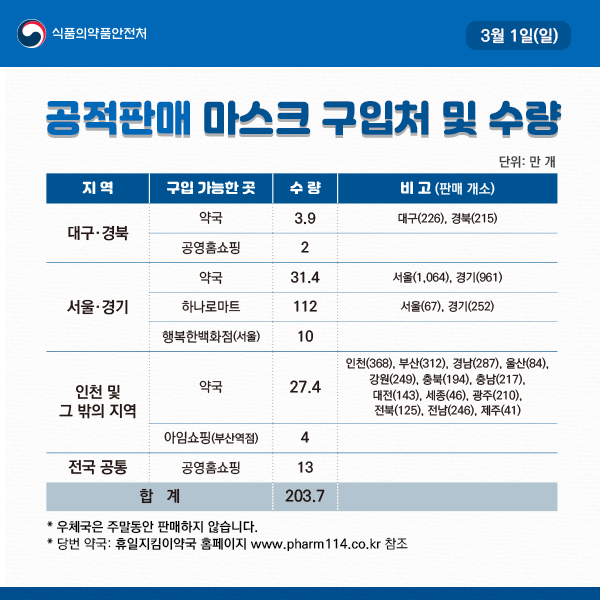 식품의약품안전처
3월 1일(일)
공적판매 마스크 구입처 및 수량
단위: 만 개
지 역 구입 가능한 곳 수 량 비 고 (판매 개소)
대구·경북 약국 3.9 대구(226), 경북(215)
공영홈쇼핑 2
서울·경기 약국 31.4 서울(1,064), 경기(961)
하나로마트 112 서울(67), 경기(252)
행복한백화점(서울) 10
인천 및 그 밖의 지역 약국 27.4 인천(368), 부산(312), 경남(287), 울산(84),
강원(249), 충북(194), 충남(217),
대전(143), 세종(46), 광주(210),
전북(125), 전남(246), 제주(41)
아임쇼핑(부산역점) 4
전국 공통 공영홈쇼핑 13
합 계 203.7
* 우체국은 주말동안 판매하지 않습니다.
* 당번 약국: 휴일지킴이약국 홈페이지 www.pharm114.co.kr 참조